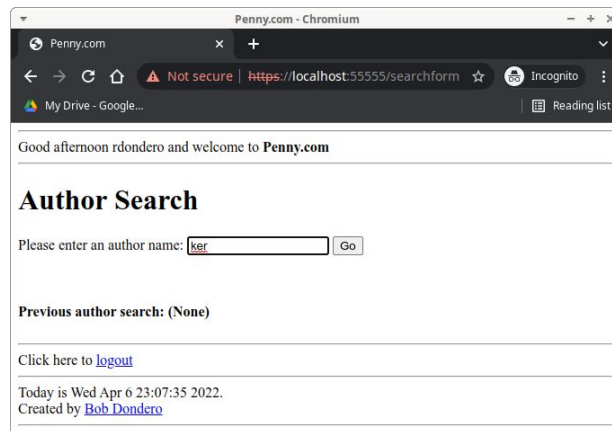 Penny.com - Chromium
Penny.com
Not secure | https://localhost:55555/searchform
Incognito
My Drive - Google...
Reading list
Good afternoon rdondero and welcome to Penny.com
Author Search
Please enter an author name: ker Go
Previous author search: (None)
Click here to logout
Today is Wed Apr 6 23:07:35 2022.
Created by Bob Dondero